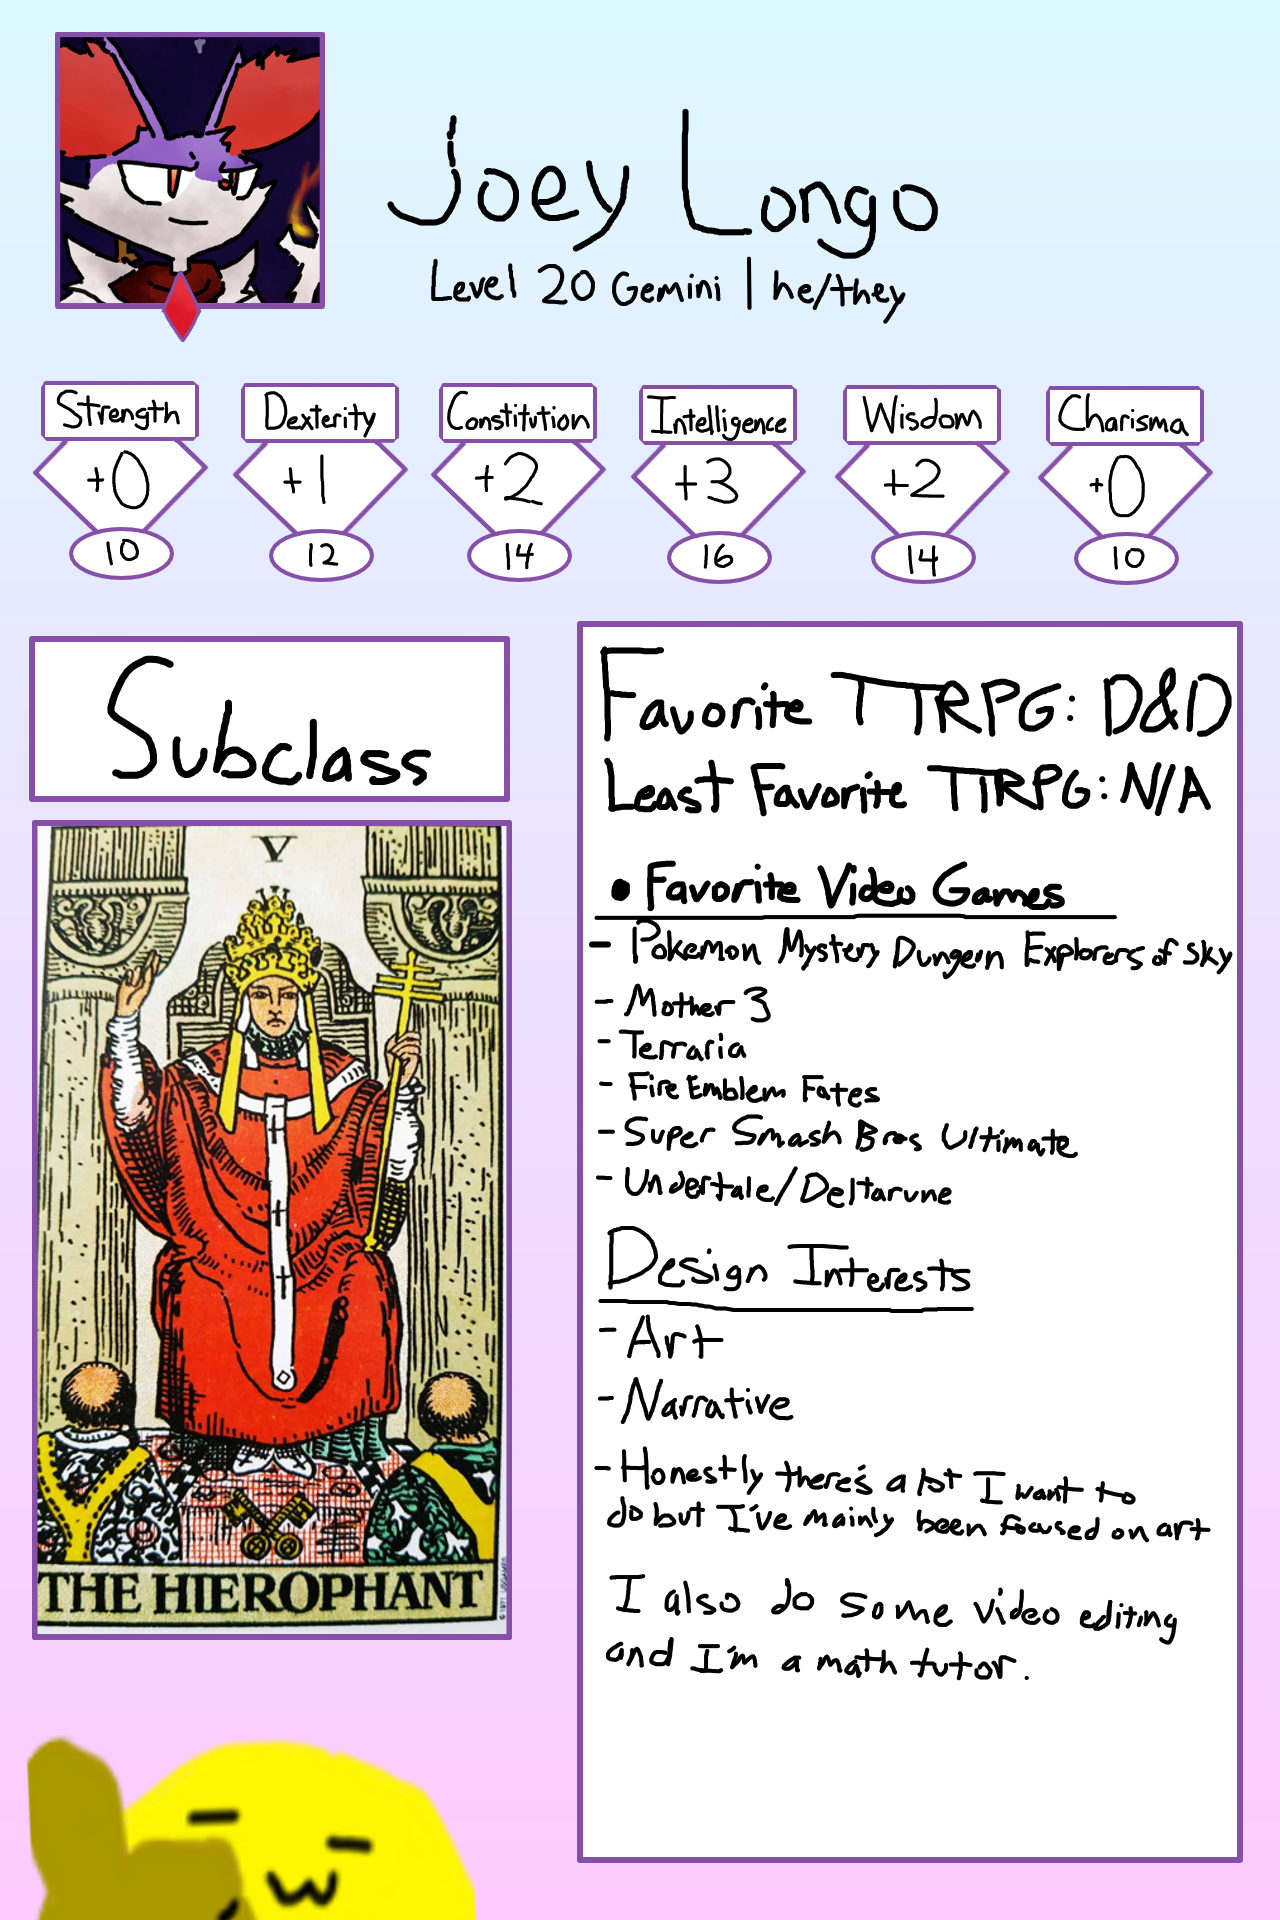 Joey Longo
Level 20 Gemini | he/they
Strength
+0
10
Dexterity
+1
12
Constitution
+2
14
Intelligence
+3
16
Wisdom
+2
14
Charisma
+0
10
Subclass
V
THE HIEROPHANT
Favorite TTRPG: D&D
Least Favorite TTRPG: N/A
• Favorite Video Games
- Pokemon Mystery Dungeon Explorers of Sky
- Mother 3
- Terraria
- Fire Emblem Fates
- Super Smash Bros Ultimate
- Undertale/Deltarune
Design Interests
- Art
- Narrative
- Honestly there's a lot I want to
do but I've mainly been focused on art
I also do some video editing
and I'm a math tutor.